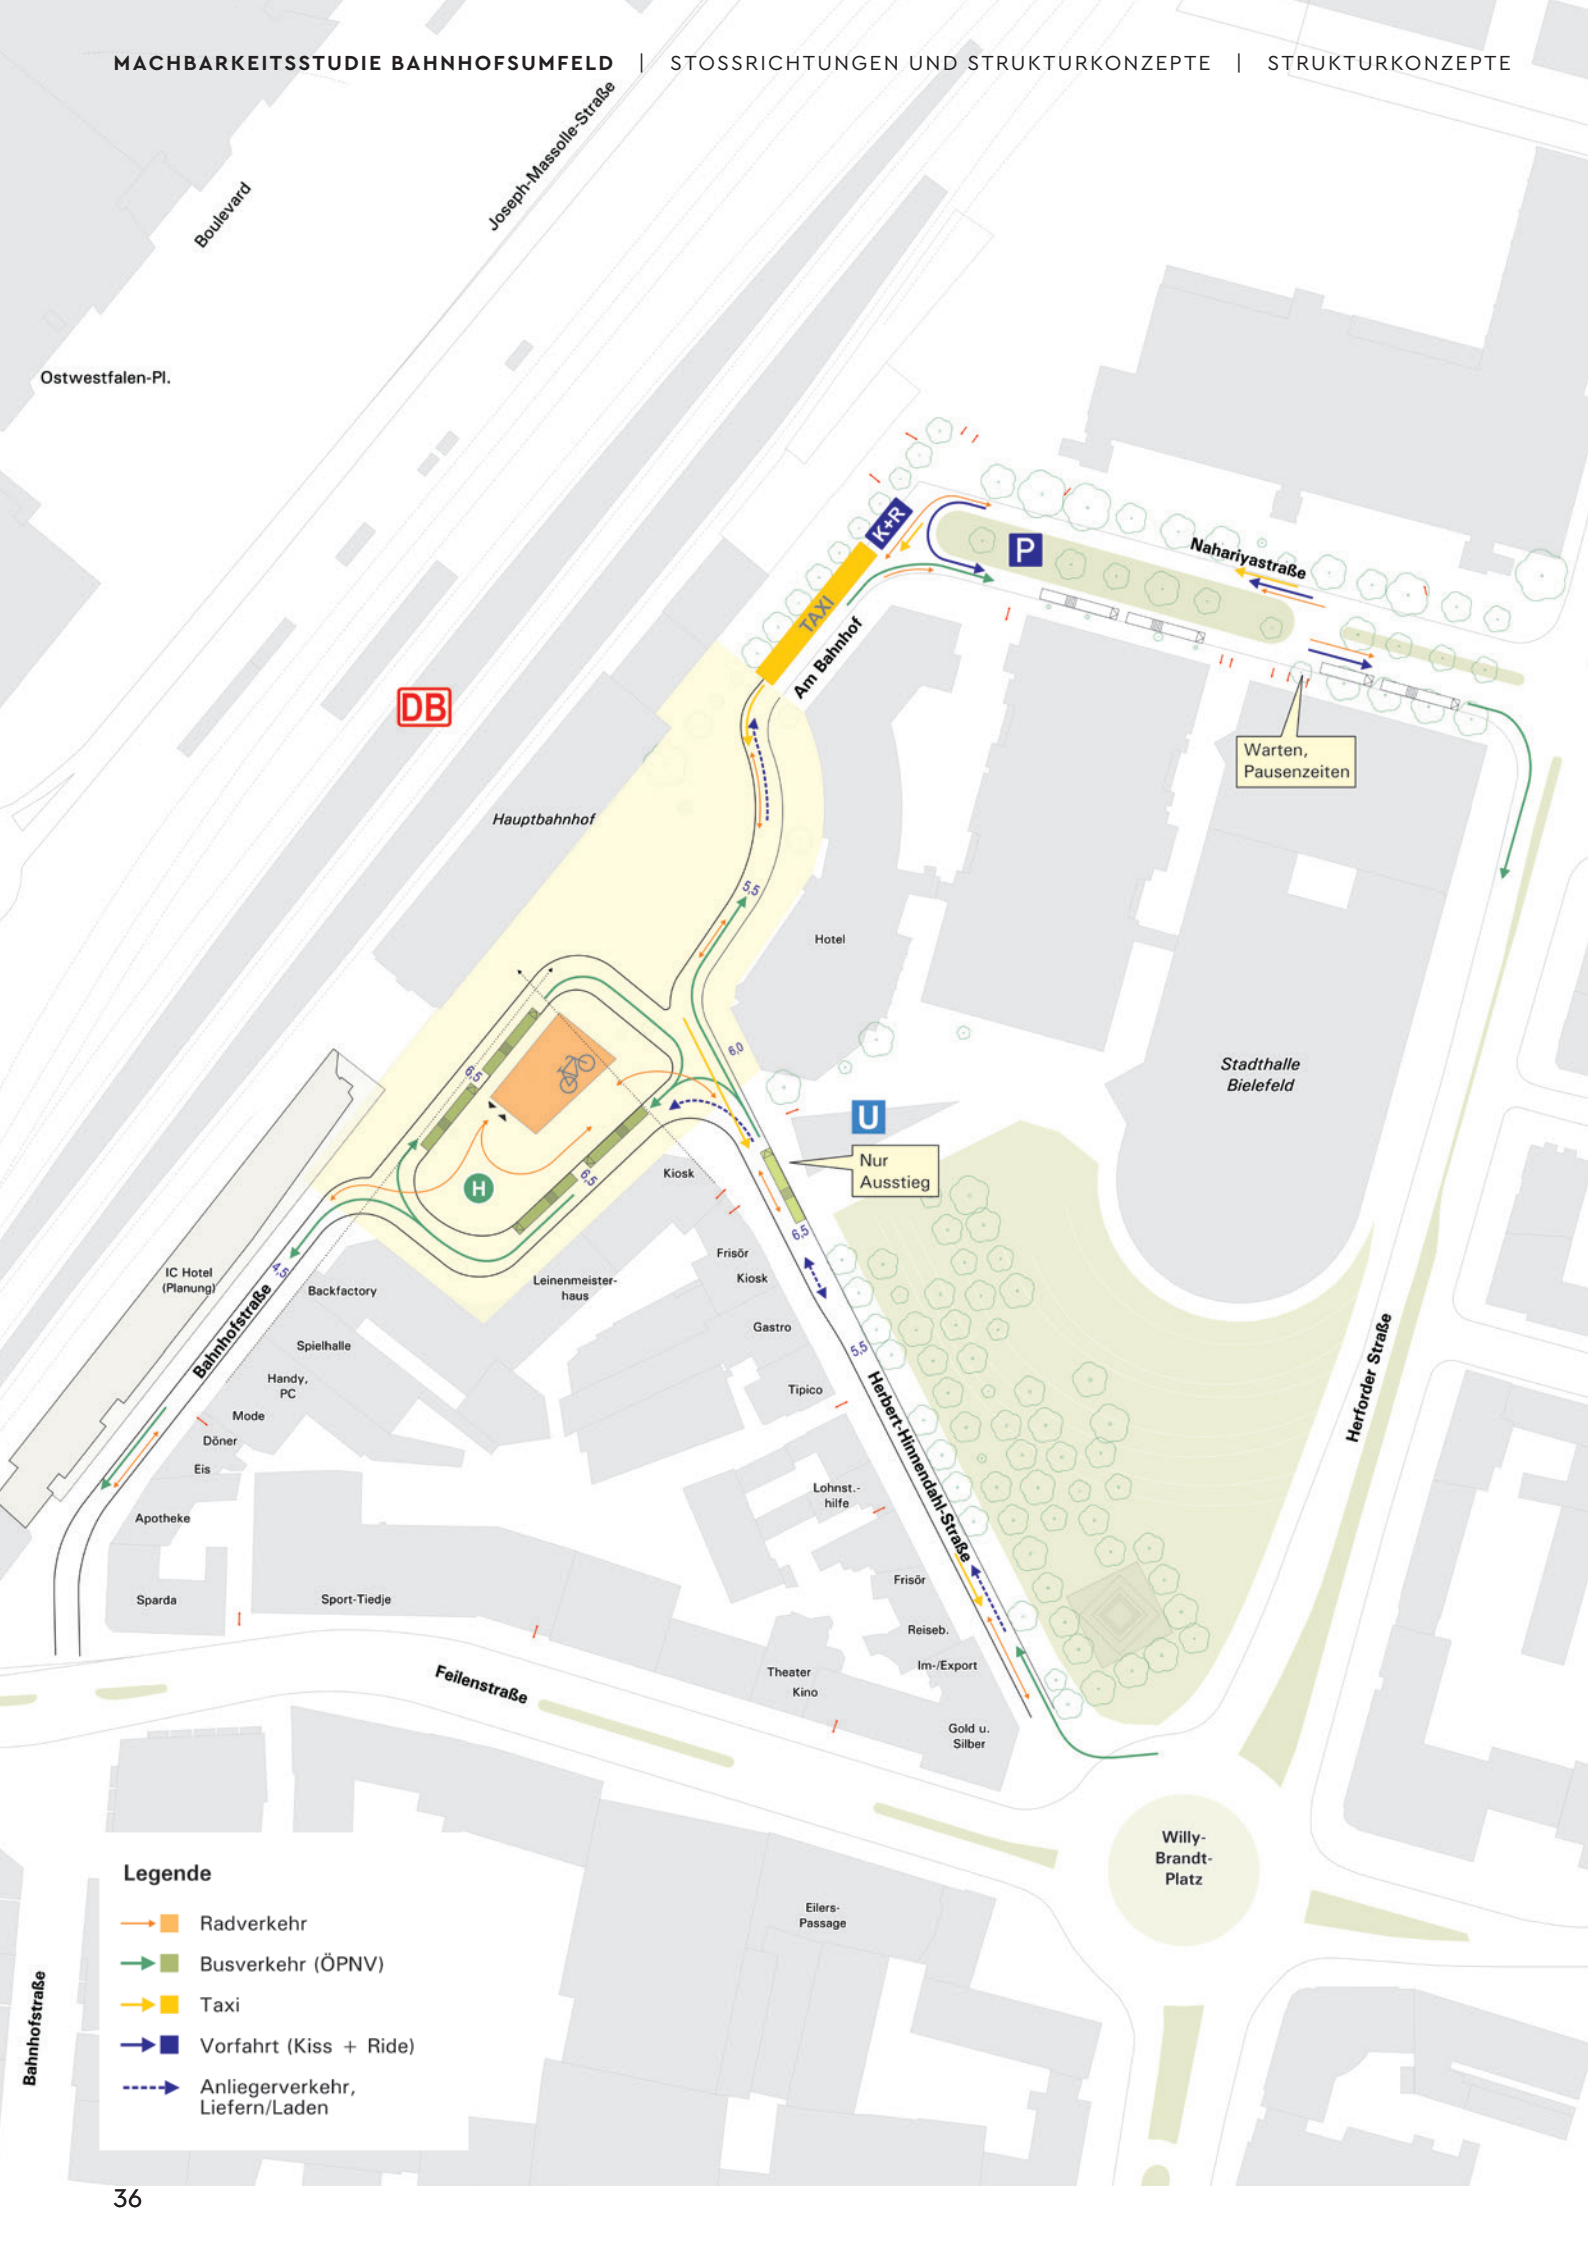 MACHBARKEITSSTUDIE BAHNHOFSUMFELD | STOSSRICHTUNGEN UND STRUKTURKONZEPTE | STRUKTURKONZEPTE
Joseph-Massolle-Straße
Boulevard
Ostwestfalen-Pl.
K+R
P
Nahariyastraße
TAXI
Am Bahnhof
DB
Warten,
Pausenzeiten
Hauptbahnhof
5,5
Hotel
6,0
6,5
Stadthalle
Bielefeld
U
Nur
Ausstieg
Kiosk
H
6,5
6,5
Frisör
Kiosk
IC Hotel
(Planung)
4,5
Backfactory
Leinenmeister-
haus
Bahnhofstraße
Gastro
5,5
Spielhalle
Handy,
PC
Tipico
Herforder Straße
Mode
Döner
Eis
Herbert-Hinnendahl-Straße
Lohnst.-
hilfe
Apotheke
Frisör
Sparda
Sport-Tiedje
Reiseb.
Im-/Export
Feilenstraße
Theater
Kino
Gold u.
Silber
Willy-
Brandt-
Platz
Legende
Eilers-
Passage
Radverkehr
Busverkehr (ÖPNV)
Taxi
Vorfahrt (Kiss + Ride)
Anliegerverkehr,
Liefern/Laden
Bahnhofstraße
36